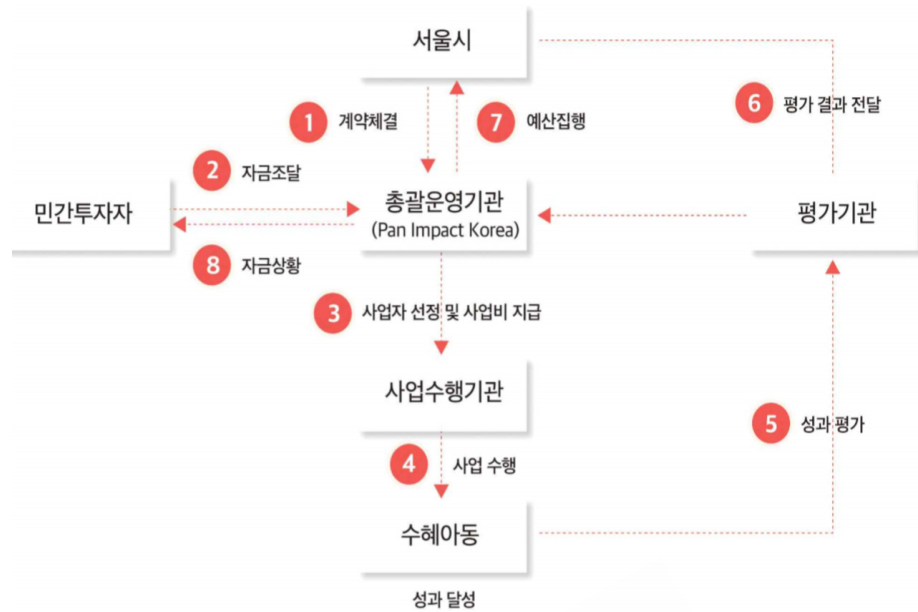 서울시
1 계약체결
7 예산집행
6 평가 결과 전달
2 자금조달
민간투자자
총괄운영기관
(Pan Impact Korea)
평가기관
8 자금상황
3 사업자 선정 및 사업비 지급
사업수행기관
5 성과 평가
4 사업 수행
수혜아동
성과 달성